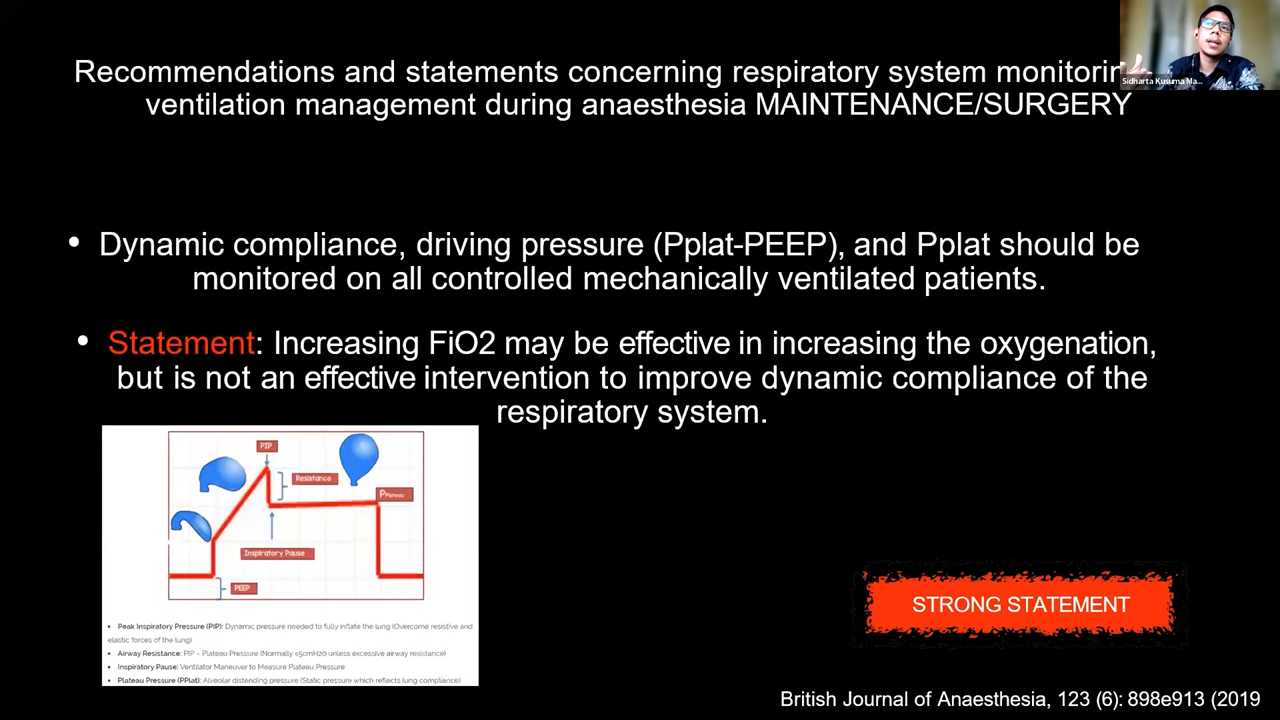 Recommendations and statements concerning respiratory system monitorin
ventilation management during anaesthesia MAINTENANCE/SURGERY
Sidharta Kusuma Ma...
• Dynamic compliance, driving pressure (Pplat-PEEP), and Pplat should be
monitored on all controlled mechanically ventilated patients.
• Statement: Increasing FiO2 may be effective in increasing the oxygenation,
but is not an effective intervention to improve dynamic compliance of the
respiratory system.
PIP
Resistance
PPlateau
Inspiratory Pause
PEEP
• Peak Inspiratory Pressure (PIP): Dynamic pressure needed to fully inflate the lung (Overcome resistive and
elastic forces of the lung)
• Airway Resistance: PIP – Plateau Pressure (Normally <5cmH20 unless excessive airway resistance)
• Inspiratory Pause: Ventilator Maneuver to Measure Plateau Pressure
• Plateau Pressure (PPlat): Alveolar distending pressure (Static pressure which reflects lung compliance)
STRONG STATEMENT
British Journal of Anaesthesia, 123 (6): 898e913 (2019